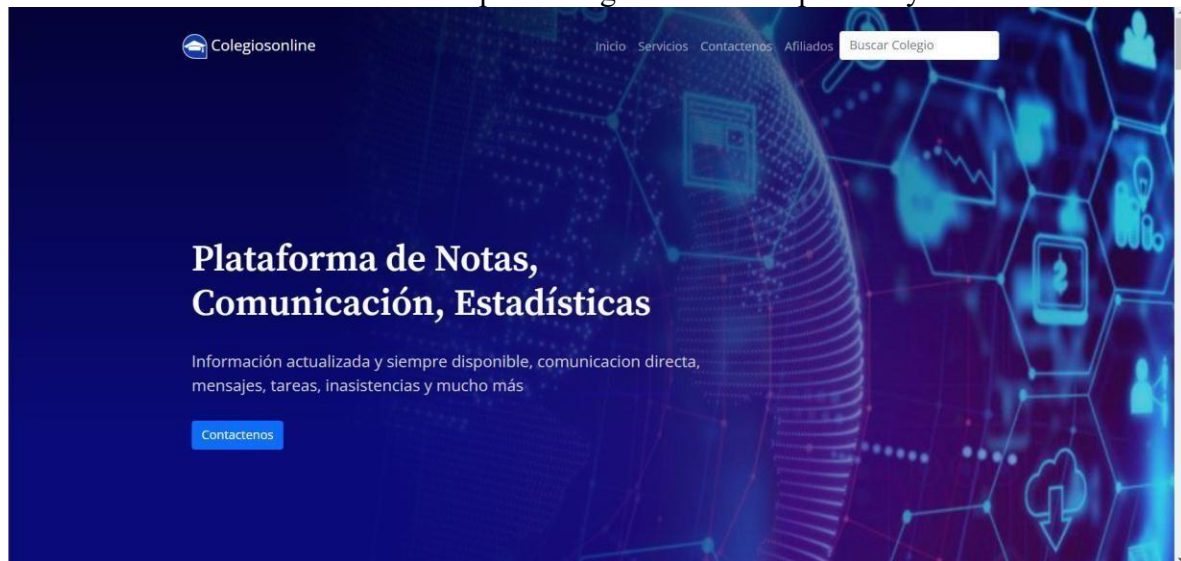 Colegiosonline
Inicio Servicios Contactenos Afiliados Buscar Colegio
Plataforma de Notas,
Comunicación, Estadísticas
Información actualizada y siempre disponible, comunicacion directa,
mensajes, tareas, inasistencias y mucho más
Contactenos